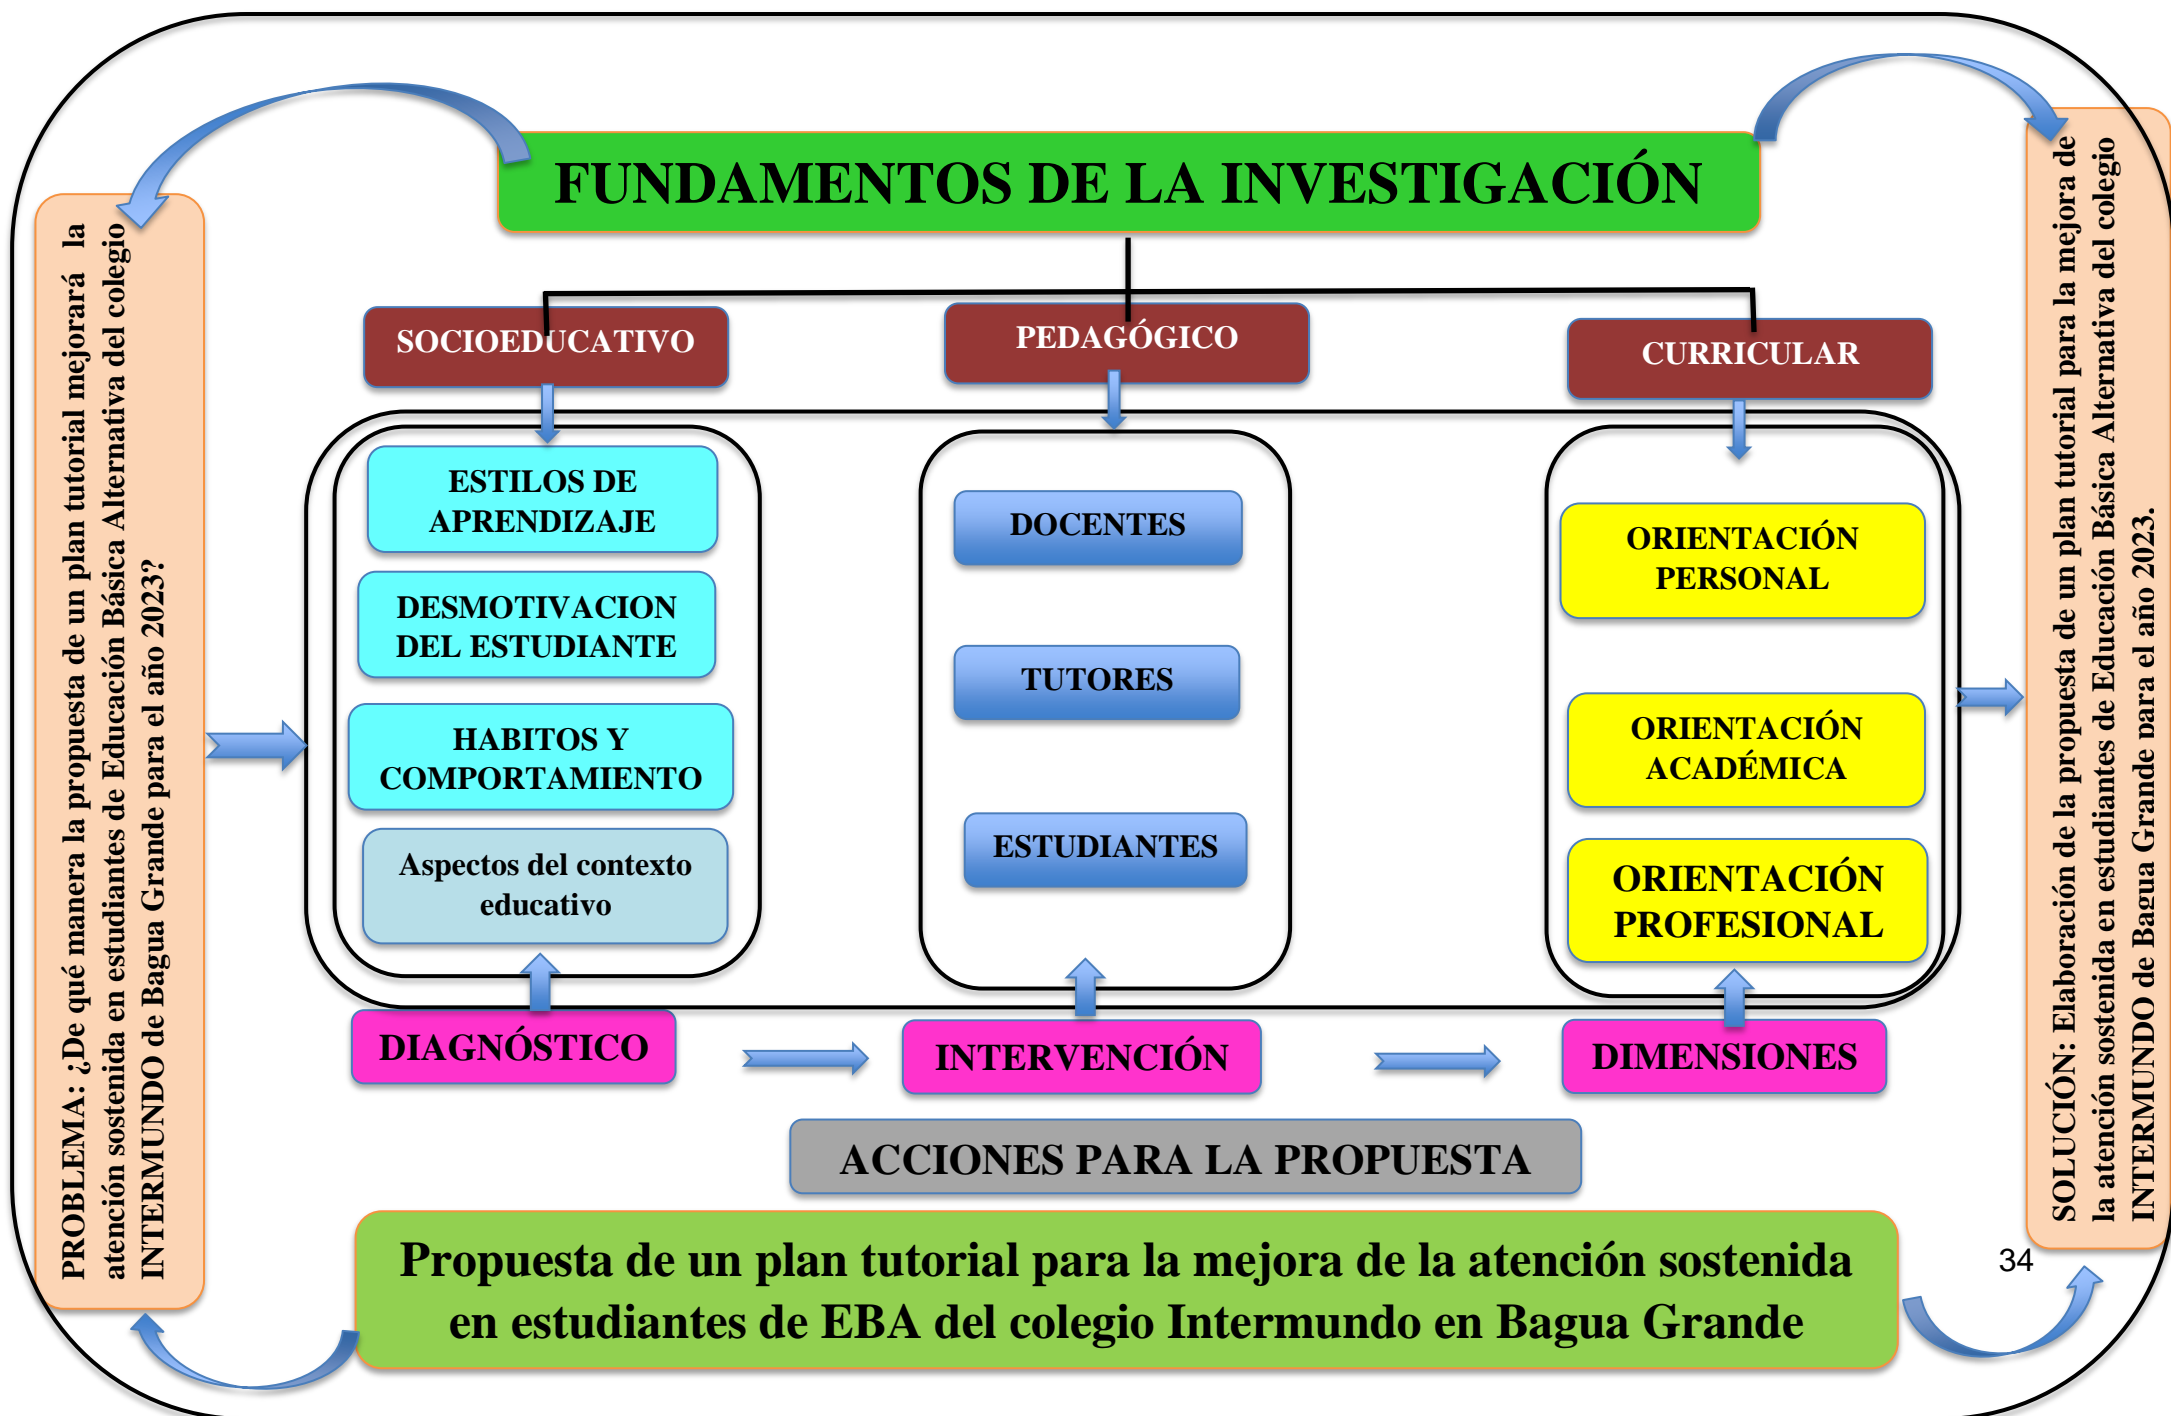 FUNDAMENTOS DE LA INVESTIGACIÓN
PROBLEMA: ¿De qué manera la propuesta de un plan tutorial mejorará la
atención sostenida en estudiantes de Educación Básica Alternativa del colegio
INTERMUNDO de Bagua Grande para el año 2023?
SOCIOEDUCATIVO
PEDAGÓGICO
CURRICULAR
ESTILOS DE
APRENDIZAJE
DESMOTIVACION
DEL ESTUDIANTE
HABITOS Y
COMPORTAMIENTO
Aspectos del contexto
educativo
DOCENTES
TUTORES
ESTUDIANTES
ORIENTACIÓN
PERSONAL
ORIENTACIÓN
ACADÉMICA
ORIENTACIÓN
PROFESIONAL
DIAGNÓSTICO
INTERVENCIÓN
DIMENSIONES
ACCIONES PARA LA PROPUESTA
Propuesta de un plan tutorial para la mejora de la atención sostenida
en estudiantes de EBA del colegio Intermundo en Bagua Grande
SOLUCIÓN: Elaboración de la propuesta de un plan tutorial para la mejora de
la atención sostenida en estudiantes de Educación Básica Alternativa del colegio
INTERMUNDO de Bagua Grande para el año 2023.
34